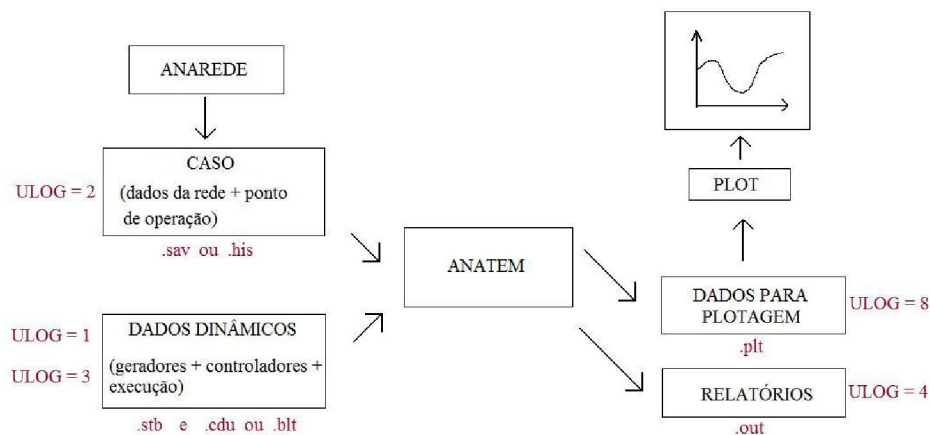 ANAREDE
CASO
ULOG = 2
(dados da rede + ponto
de operação)
.sav ou .his
ULOG = 1
DADOS DINÂMICOS
ULOG = 3
(geradores + controladores +
execução)
.stb e .cdu ou .blt
ANATEM
PLOT
DADOS PARA
PLOTAGEM
ULOG = 8
.plt
RELATÓRIOS
ULOG = 4
.out